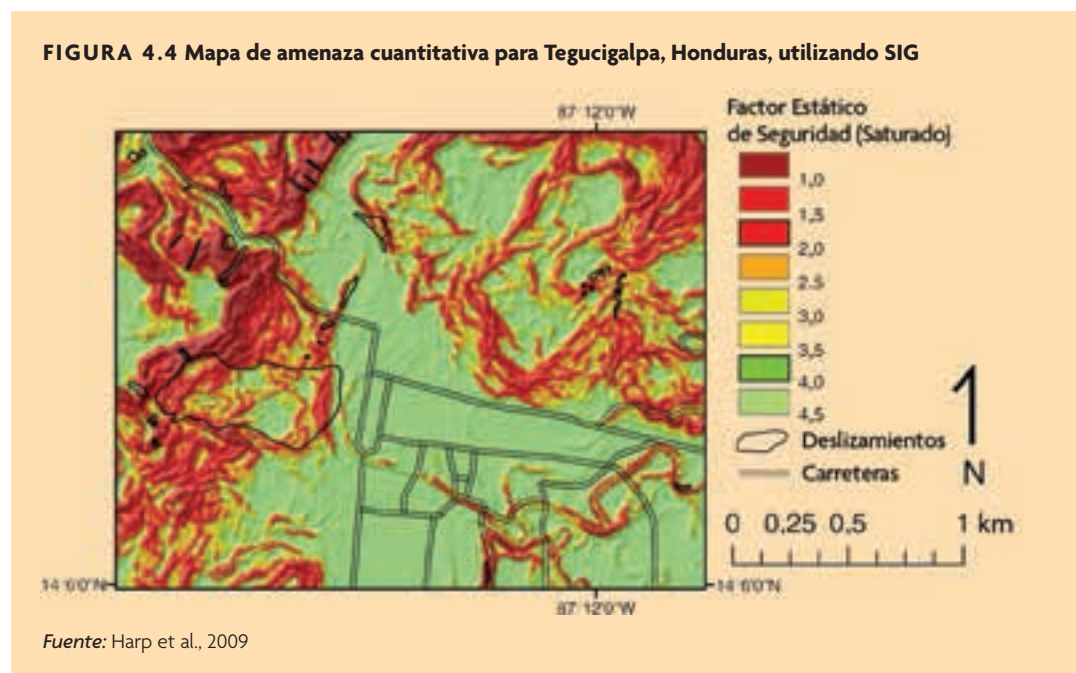 FIGURA 4.4 Mapa de amenaza cuantitativa para Tegucigalpa, Honduras, utilizando SIG
87°12'0"W
Factor Estático
de Seguridad (Saturado)
1,0
1,5
2,0
2.5
3,0
3,5
4,0
4,5
Deslizamientos
Carreteras
N
0 0,25 0,5 1 km
14°6'0"N
14°6'0"N
87°12'0"W
Fuente: Harp et al., 2009